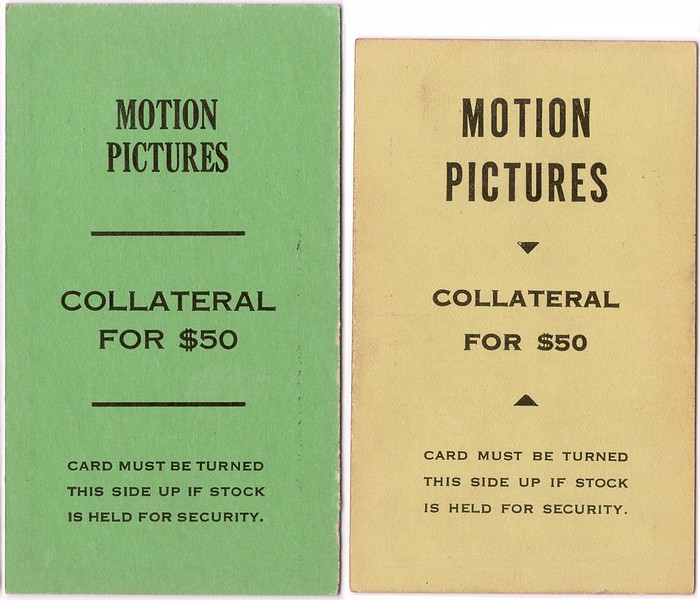 MOTION
PICTURES
COLLATERAL
FOR $50
CARD MUST BE TURNED
THIS SIDE UP IF STOCK
IS HELD FOR SECURITY.
MOTION
PICTURES
COLLATERAL
FOR $50
CARD MUST BE TURNED
THIS SIDE UP IF STOCK
IS HELD FOR SECURITY.